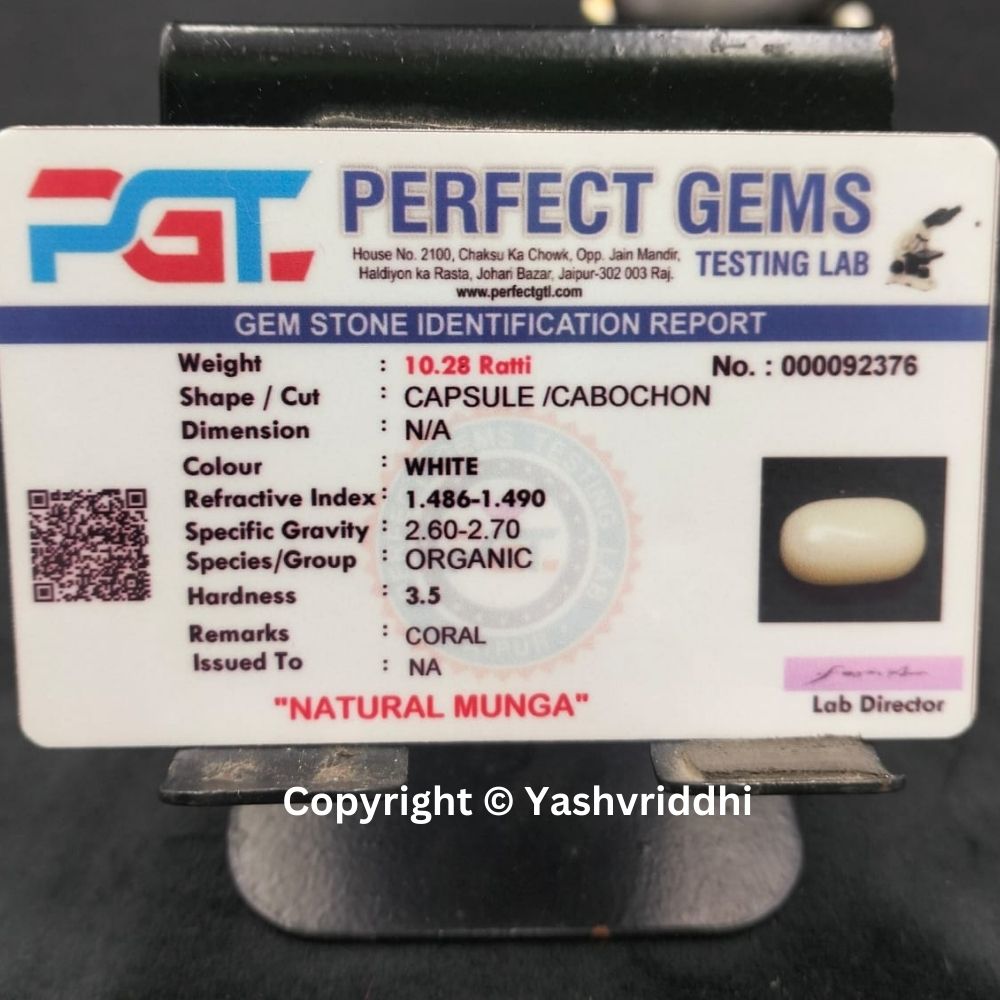 PGT.
PERFECT GEMS
House No. 2100, Chaksu Ka Chowk, Opp. Jain Mandir,
Haldiyon ka Rasta, Johari Bazar, Jaipur-302 003 Raj.
www.perfectgtl.com
TESTING LAB
GEM STONE IDENTIFICATION REPORT
Weight : 10.28 Ratti No. : 000092376
Shape / Cut : CAPSULE /CABOCHON
Dimension : N/A
Colour : WHITE
Refractive Index : 1.486-1.490
Specific Gravity : 2.60-2.70
Species/Group : ORGANIC
Hardness : 3.5
Remarks : CORAL
Issued To : NA
"NATURAL MUNGA"
Lab Director
Copyright © Yashvriddhi